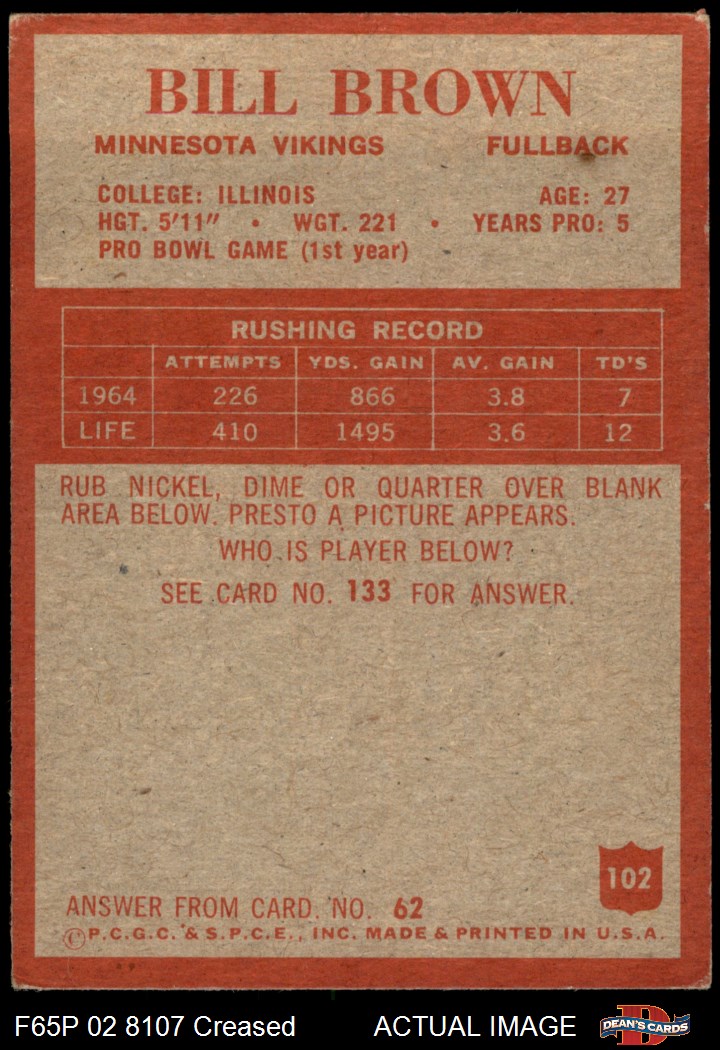 BILL BROWN
MINNESOTA VIKINGS FULLBACK
COLLEGE: ILLINOIS AGE: 27
HGT. 5'11" • WGT. 221 • YEARS PRO: 5
PRO BOWL GAME (1st year)
RUSHING RECORD
ATTEMPTS YDS. GAIN AV. GAIN TD'S
1964 226 866 3.8 7
LIFE 410 1495 3.6 12
RUB NICKEL, DIME OR QUARTER OVER BLANK
AREA BELOW. PRESTO A PICTURE APPEARS.
WHO IS PLAYER BELOW?
SEE CARD NO. 133 FOR ANSWER.
102
ANSWER FROM CARD. NO. 62
©P.C.G.C. & S.P.C.E., INC. MADE & PRINTED IN U.S.A.
F65P 02 8107 Creased ACTUAL IMAGE D DEAN'S CARDS